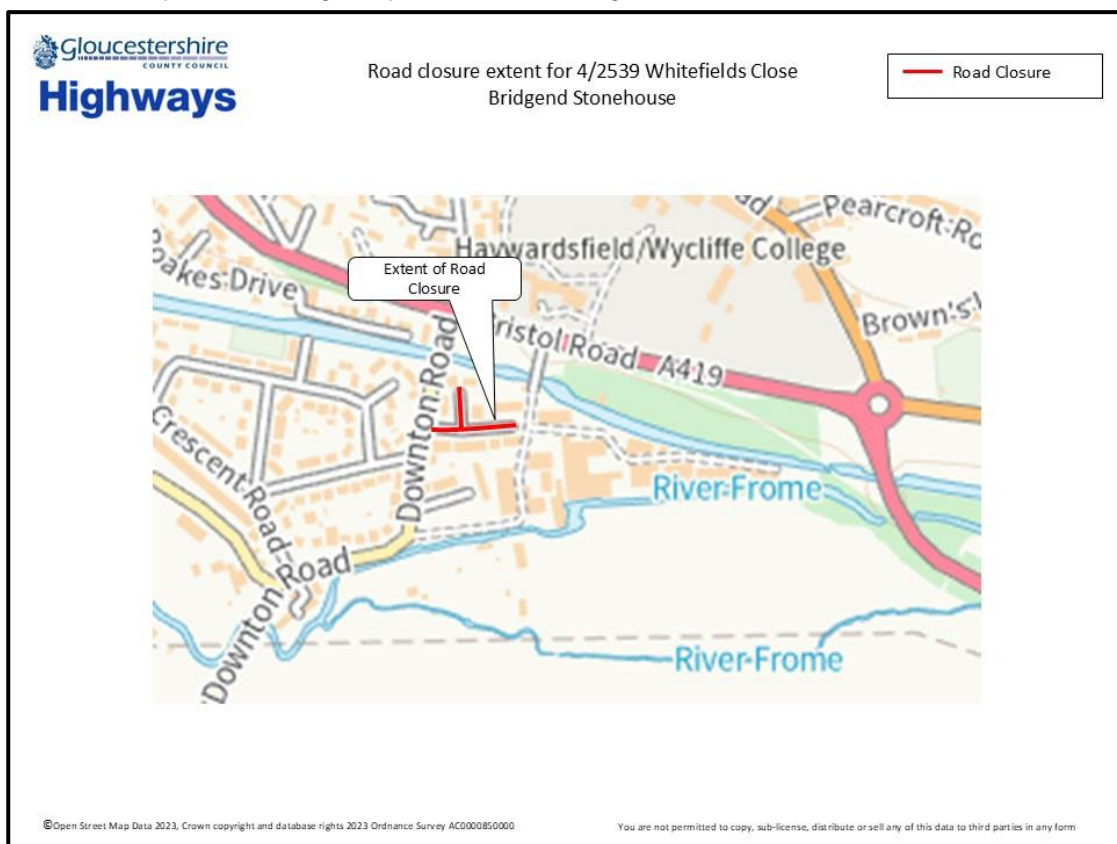 Gloucestershire
COUNTY COUNCIL
Highways
Road closure extent for 4/2539 Whitefields Close
Bridgend Stonehouse
Road Closure
Pearcroft-Ro
Haywardsfield/Wycliffe College
Extent of Road
Closure
oakes Drive
Brown's
ristol Road A419
Downton Road
Crescent-Road
River-Frome
Downton Road
River-Frome
©Open Street Map Data 2023, Crown copyright and database rights 2023 Ordnance Survey AC0000850000
You are not permitted to copy, sub-license, distribute or sell any of this data to third parties in any form